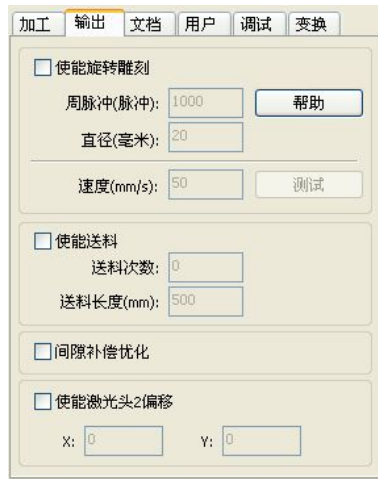 加工 输出 文档 用户 调试 变换
使能旋转雕刻
周脉冲(脉冲): 1000 帮助
直径(毫米): 20
速度(mm/s): 50 测试
使能送料
送料次数: 0
送料长度(mm): 500
间隙补偿优化
使能激光头2偏移
X: 0 Y: 0